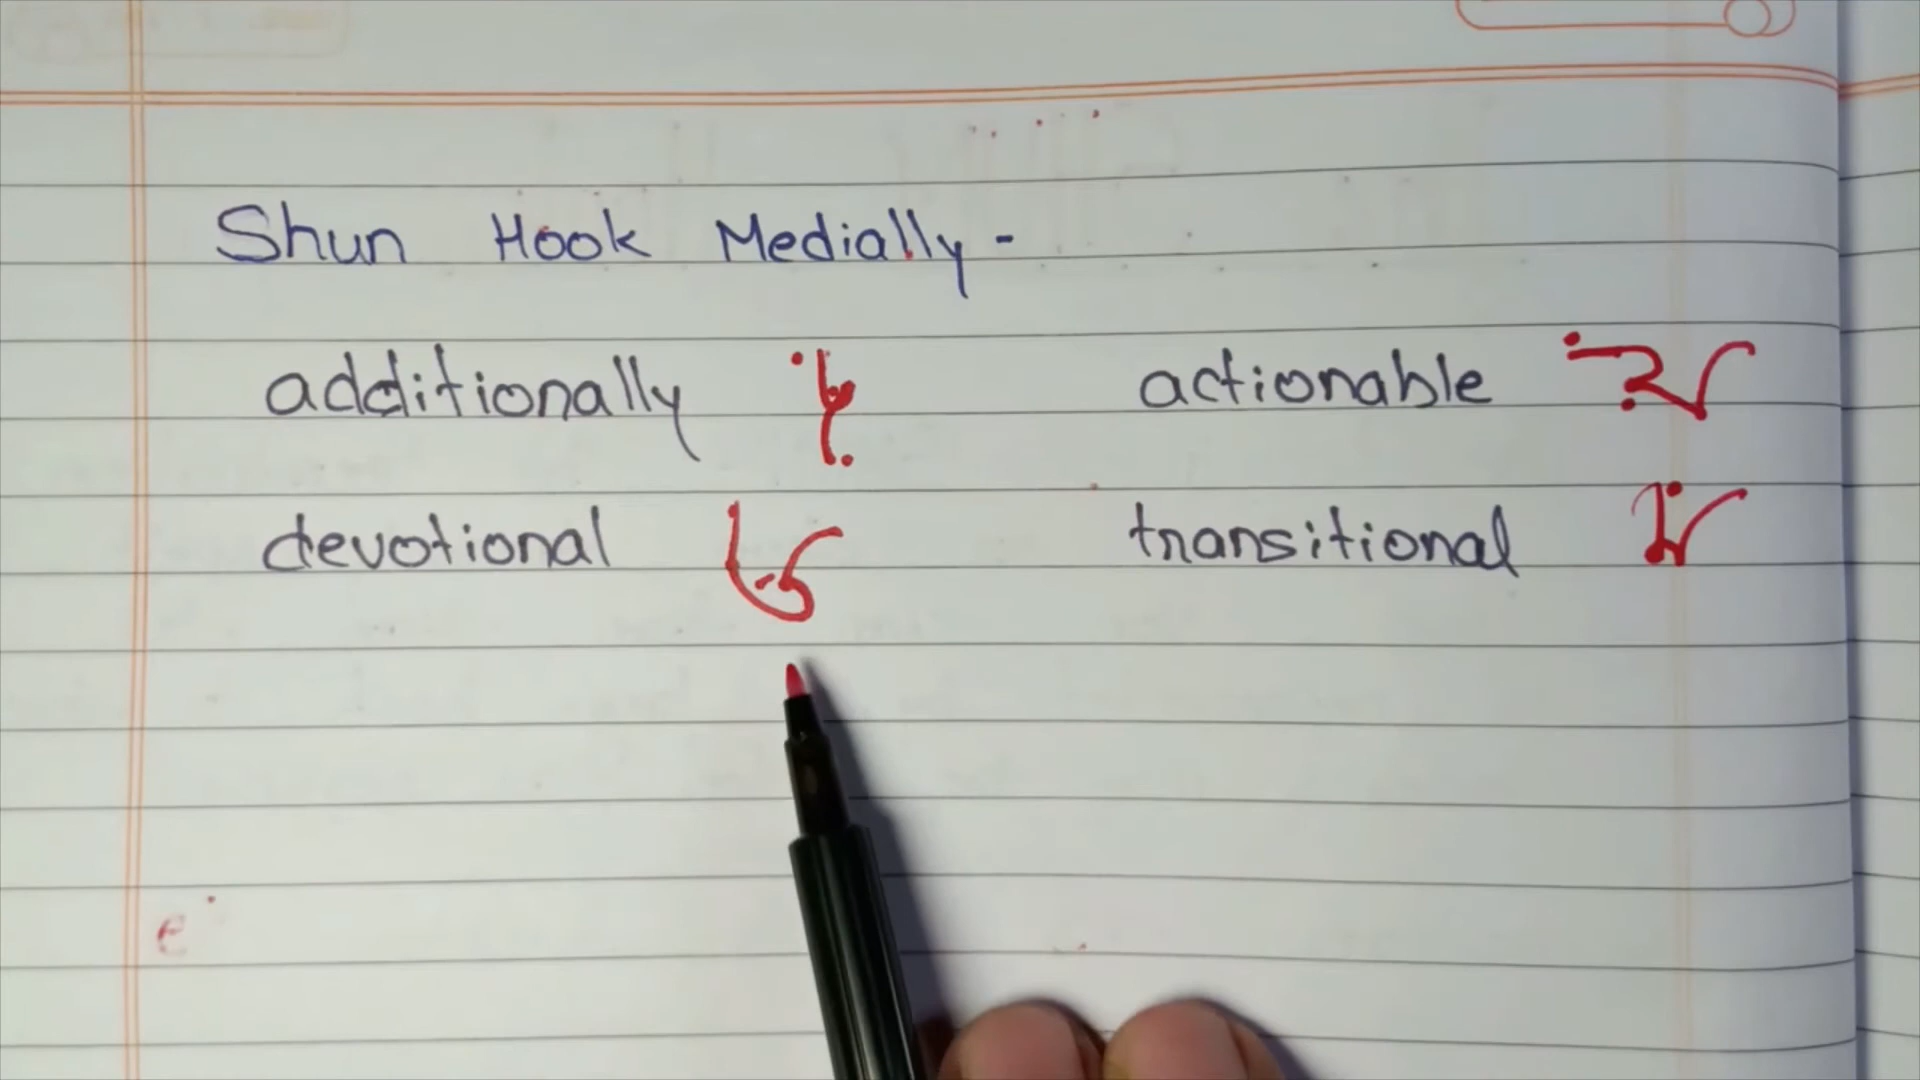 Shun Hook Medially -
additionally actionable
devotional transitional
e